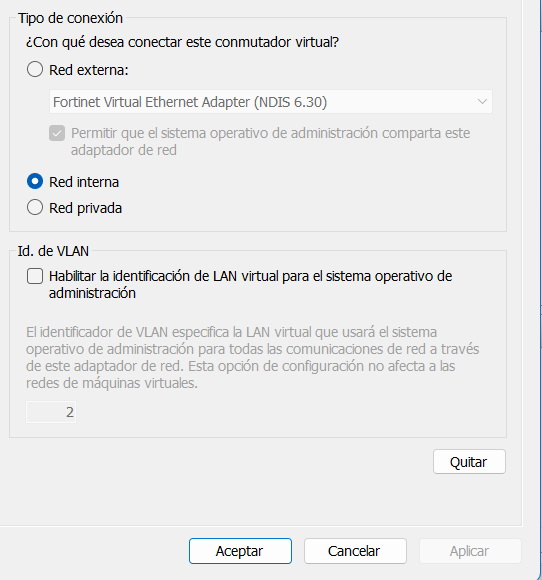 Tipo de conexión
¿Con qué desea conectar este conmutador virtual?
Red externa:
Fortinet Virtual Ethernet Adapter (NDIS 6.30)
Permitir que el sistema operativo de administración comparta este
adaptador de red
Red interna
Red privada
Id. de VLAN
Habilitar la identificación de LAN virtual para el sistema operativo de
administración
El identificador de VLAN especifica la LAN virtual que usará el sistema
operativo de administración para todas las comunicaciones de red a través
de este adaptador de red. Esta opción de configuración no afecta a las
redes de máquinas virtuales.
2
Quitar
Aceptar
Cancelar
Aplicar